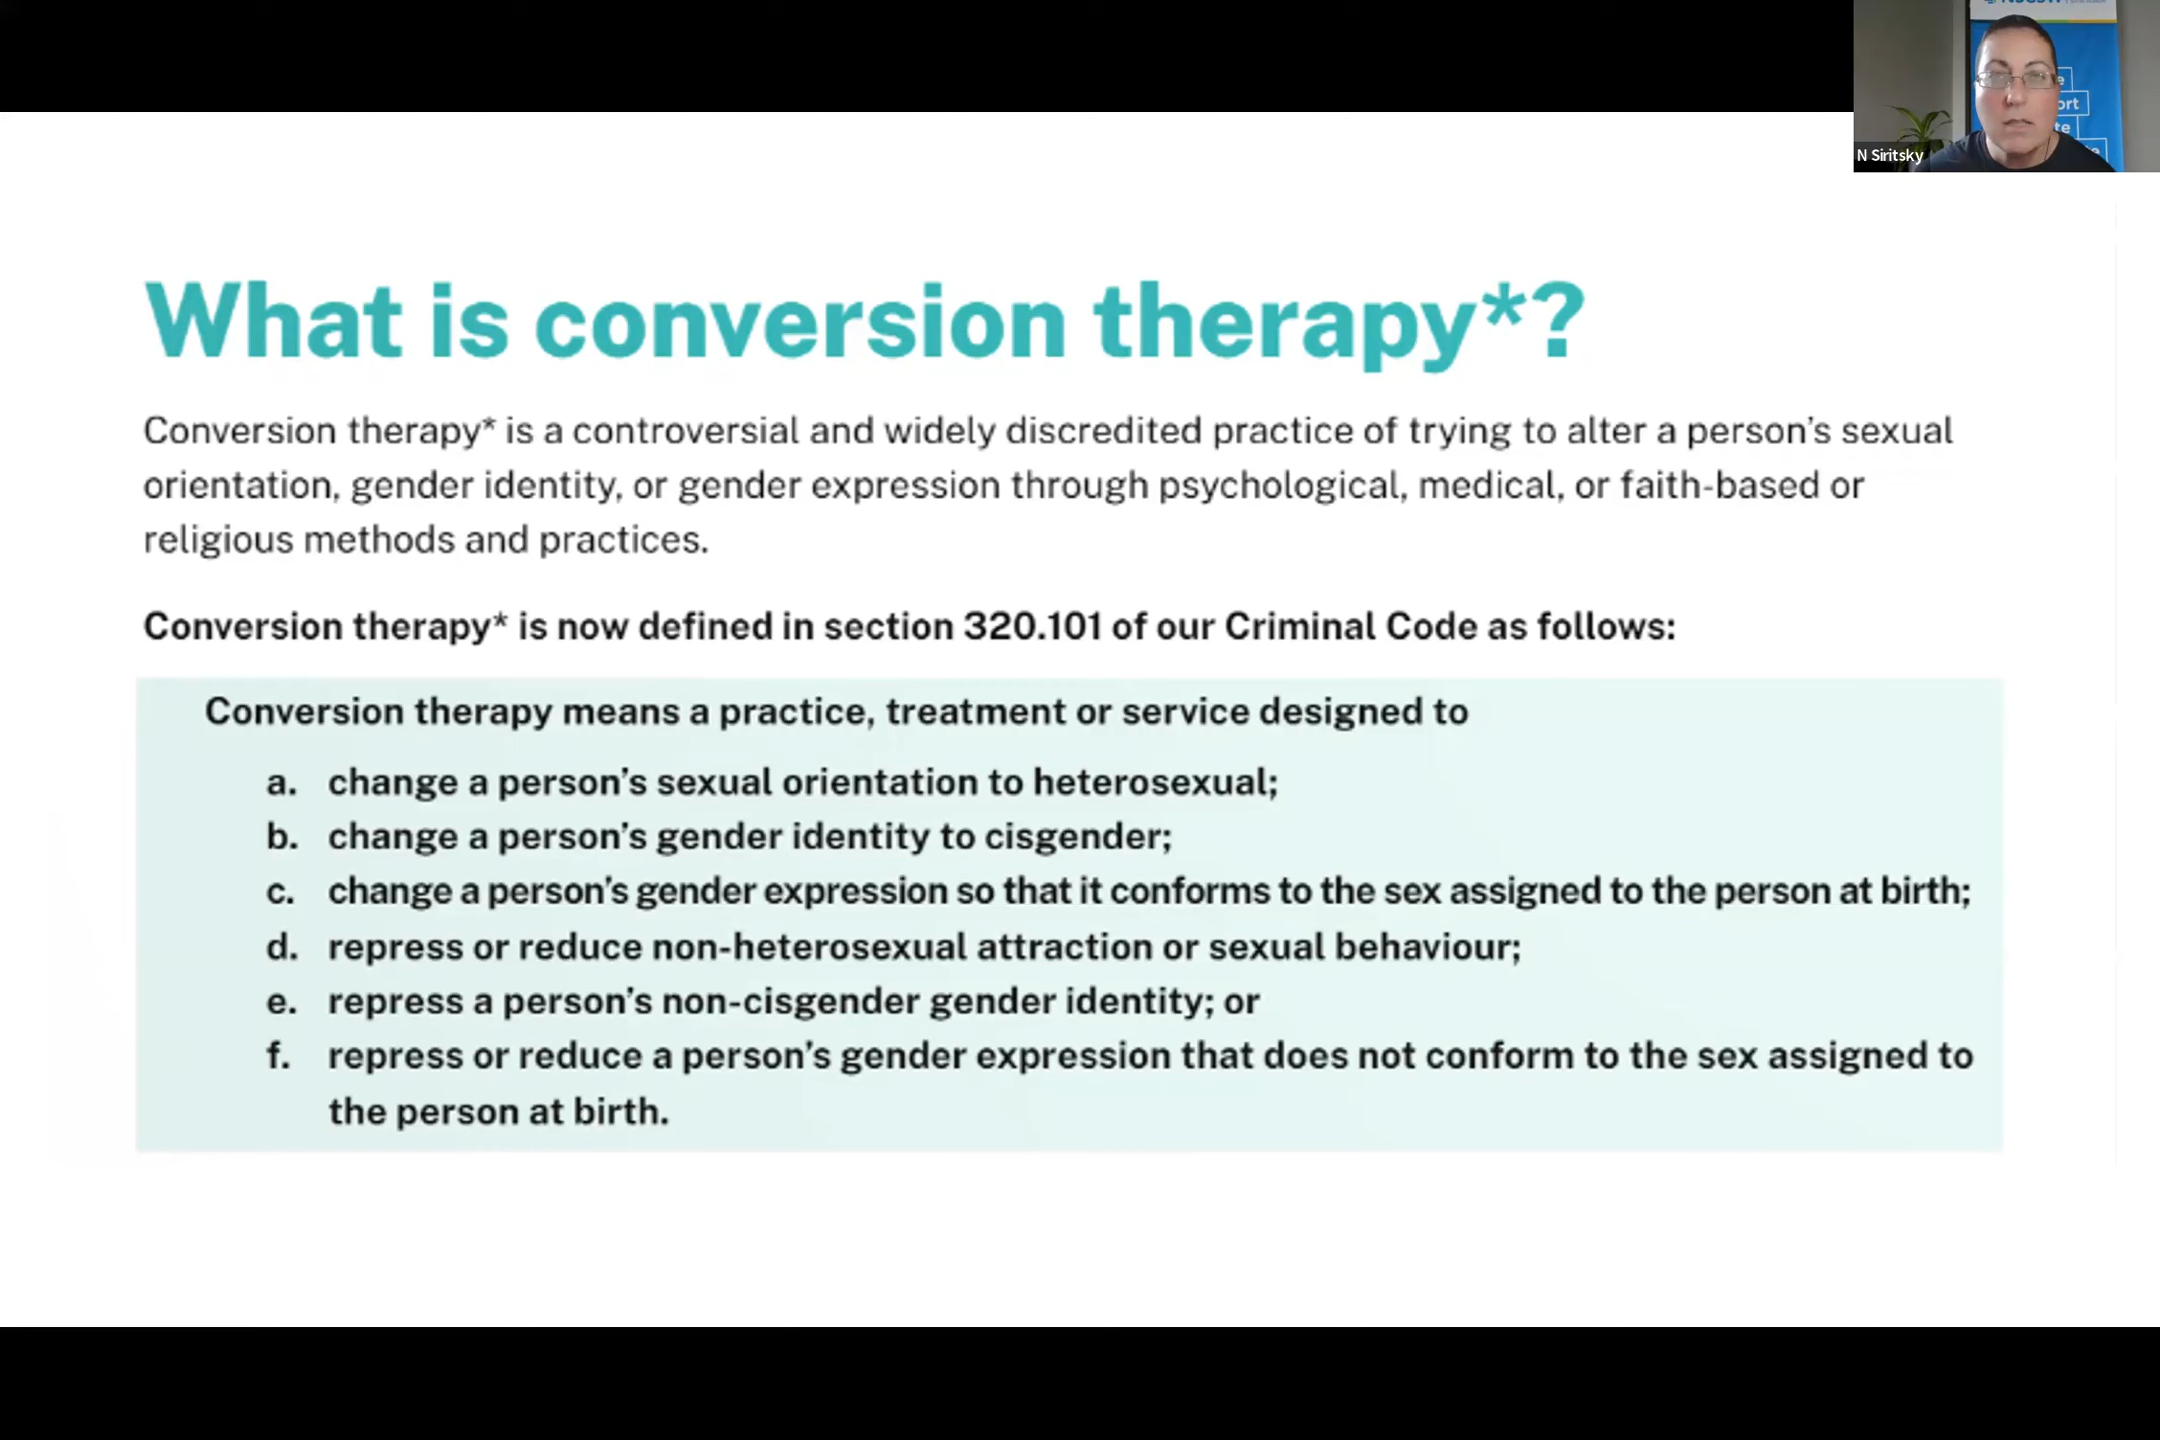 ort
te
e
N Siritsky
What is conversion therapy*?
Conversion therapy* is a controversial and widely discredited practice of trying to alter a person's sexual
orientation, gender identity, or gender expression through psychological, medical, or faith-based or
religious methods and practices.
Conversion therapy* is now defined in section 320.101 of our Criminal Code as follows:
Conversion therapy means a practice, treatment or service designed to
a. change a person's sexual orientation to heterosexual;
b. change a person's gender identity to cisgender;
c. change a person's gender expression so that it conforms to the sex assigned to the person at birth;
d. repress or reduce non-heterosexual attraction or sexual behaviour;
e. repress a person's non-cisgender gender identity; or
f. repress or reduce a person's gender expression that does not conform to the sex assigned to
the person at birth.